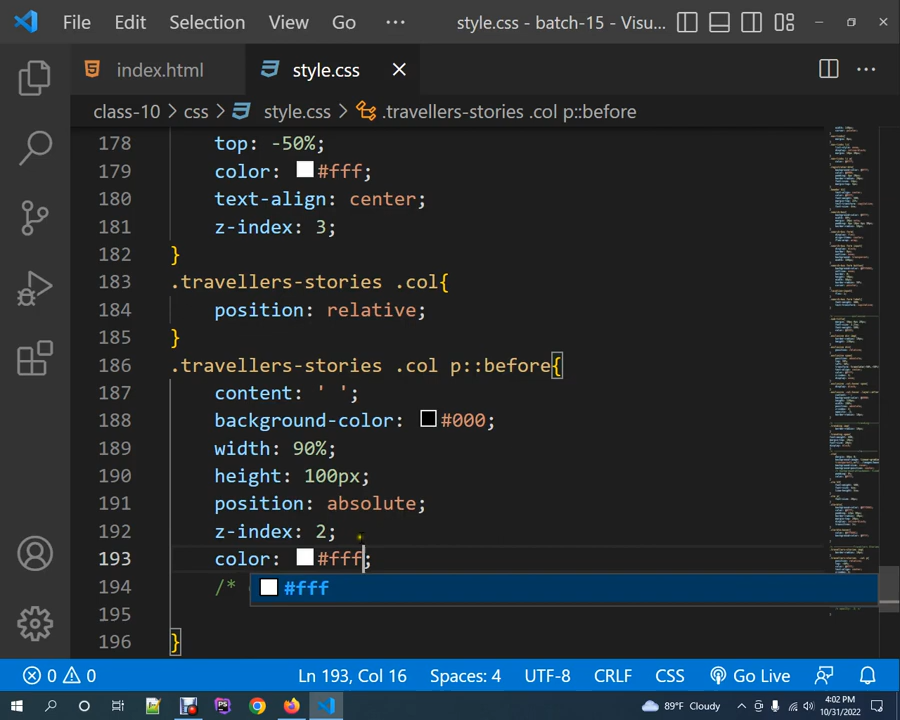 File Edit Selection View Go ··· style.css - batch-15 - Visu...
index.html style.css
class-10 > css > style.css > .travellers-stories .col p::before
178 top: -50%;
179 color: #fff;
180 text-align: center;
181 z-index: 3;
182 }
183 .travellers-stories .col{
184 position: relative;
185 }
186 .travellers-stories .col p::before{
187 content: ' ';
188 background-color: #000;
189 width: 90%;
190 height: 100px;
191 position: absolute;
192 z-index: 2;
193 color: #fff;
194 /*
#fff
195
196 }
0 0 Ln 193, Col 16 Spaces: 4 UTF-8 CRLF CSS Go Live
89°F Cloudy 4:02 PM
10/31/2022